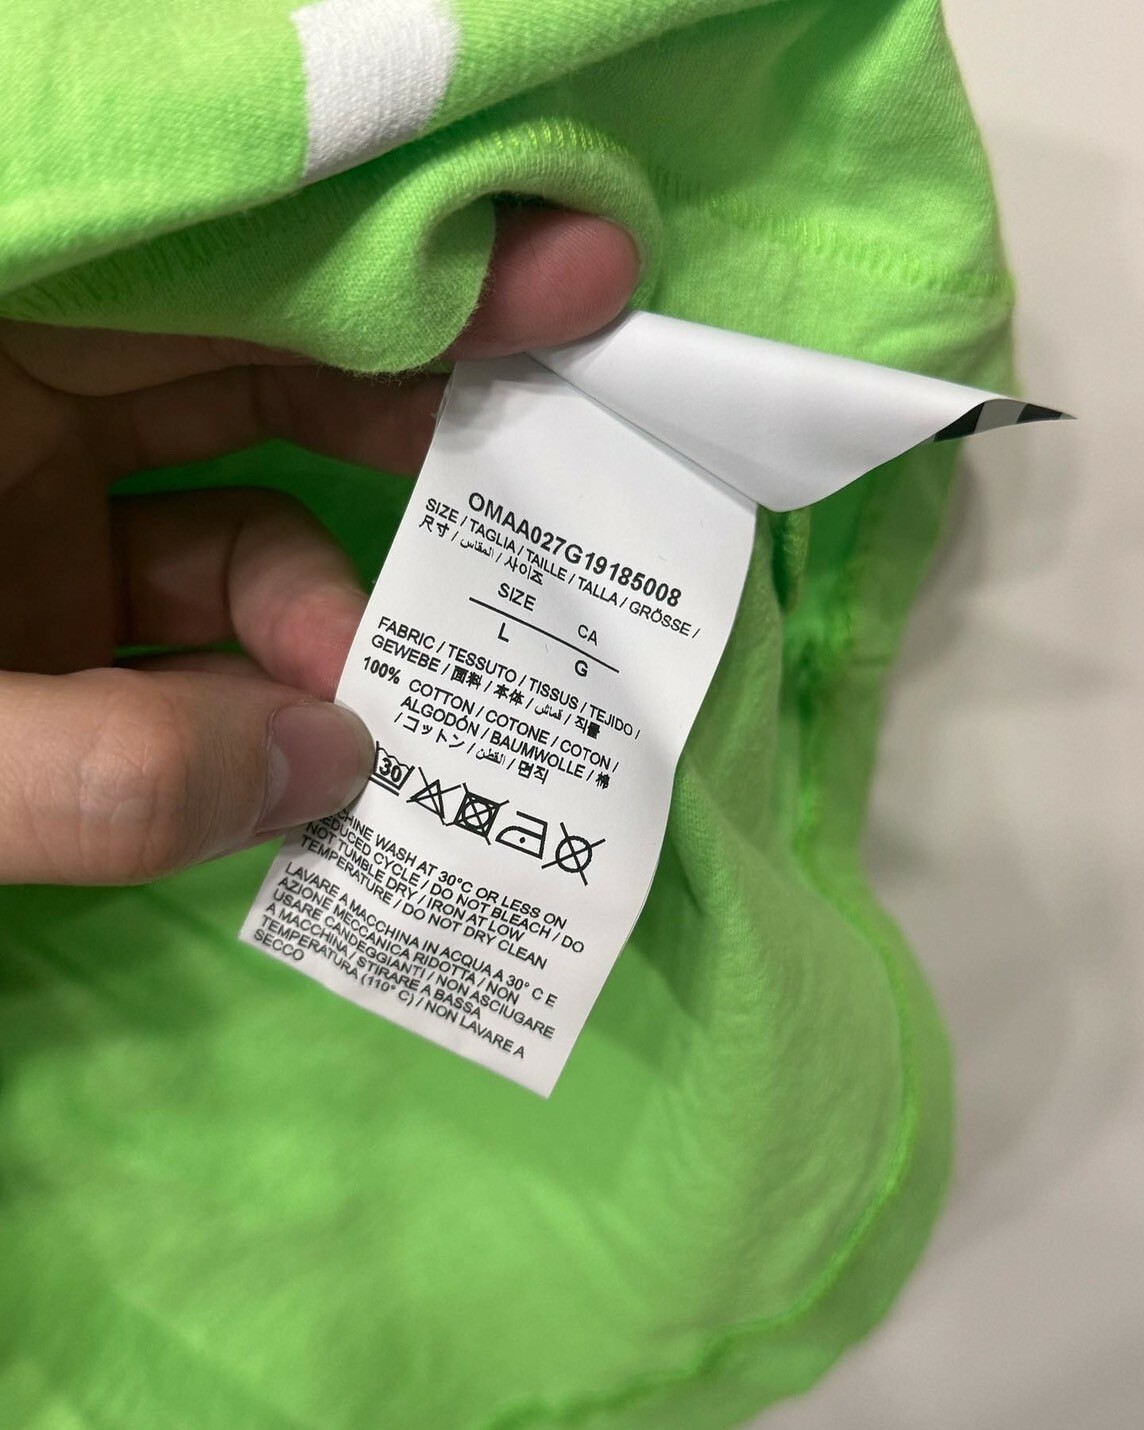 OMAA027G19185008
SIZE / TAGLIA / TAILLE / TALLA / GRÖSSE /
尺寸 / المقاس / 사이즈
SIZE CA
L G
FABRIC / TESSUTO / TISSUS / TEJIDO /
GEWEBE / 面料 / 本体 / قماش / 직물
100% COTTON / COTONE / COTON /
ALGODÓN / BAUMWOLLE / 棉
/ コットン / القطن / 면직
30
CHINE WASH AT 30°C OR LESS ON
EDUCED CYCLE / DO NOT BLEACH / DO
NOT TUMBLE DRY / IRON AT LOW
TEMPERATURE / DO NOT DRY CLEAN
LAVARE A MACCHINA IN ACQUA A 30° C E
AZIONE MECCANICA RIDOTTA / NON
USARE CANDEGGIANTI / NON ASCIUGARE
A MACCHINA / STIRARE A BASSA
TEMPERATURA (110° C) / NON LAVARE A
SECCO